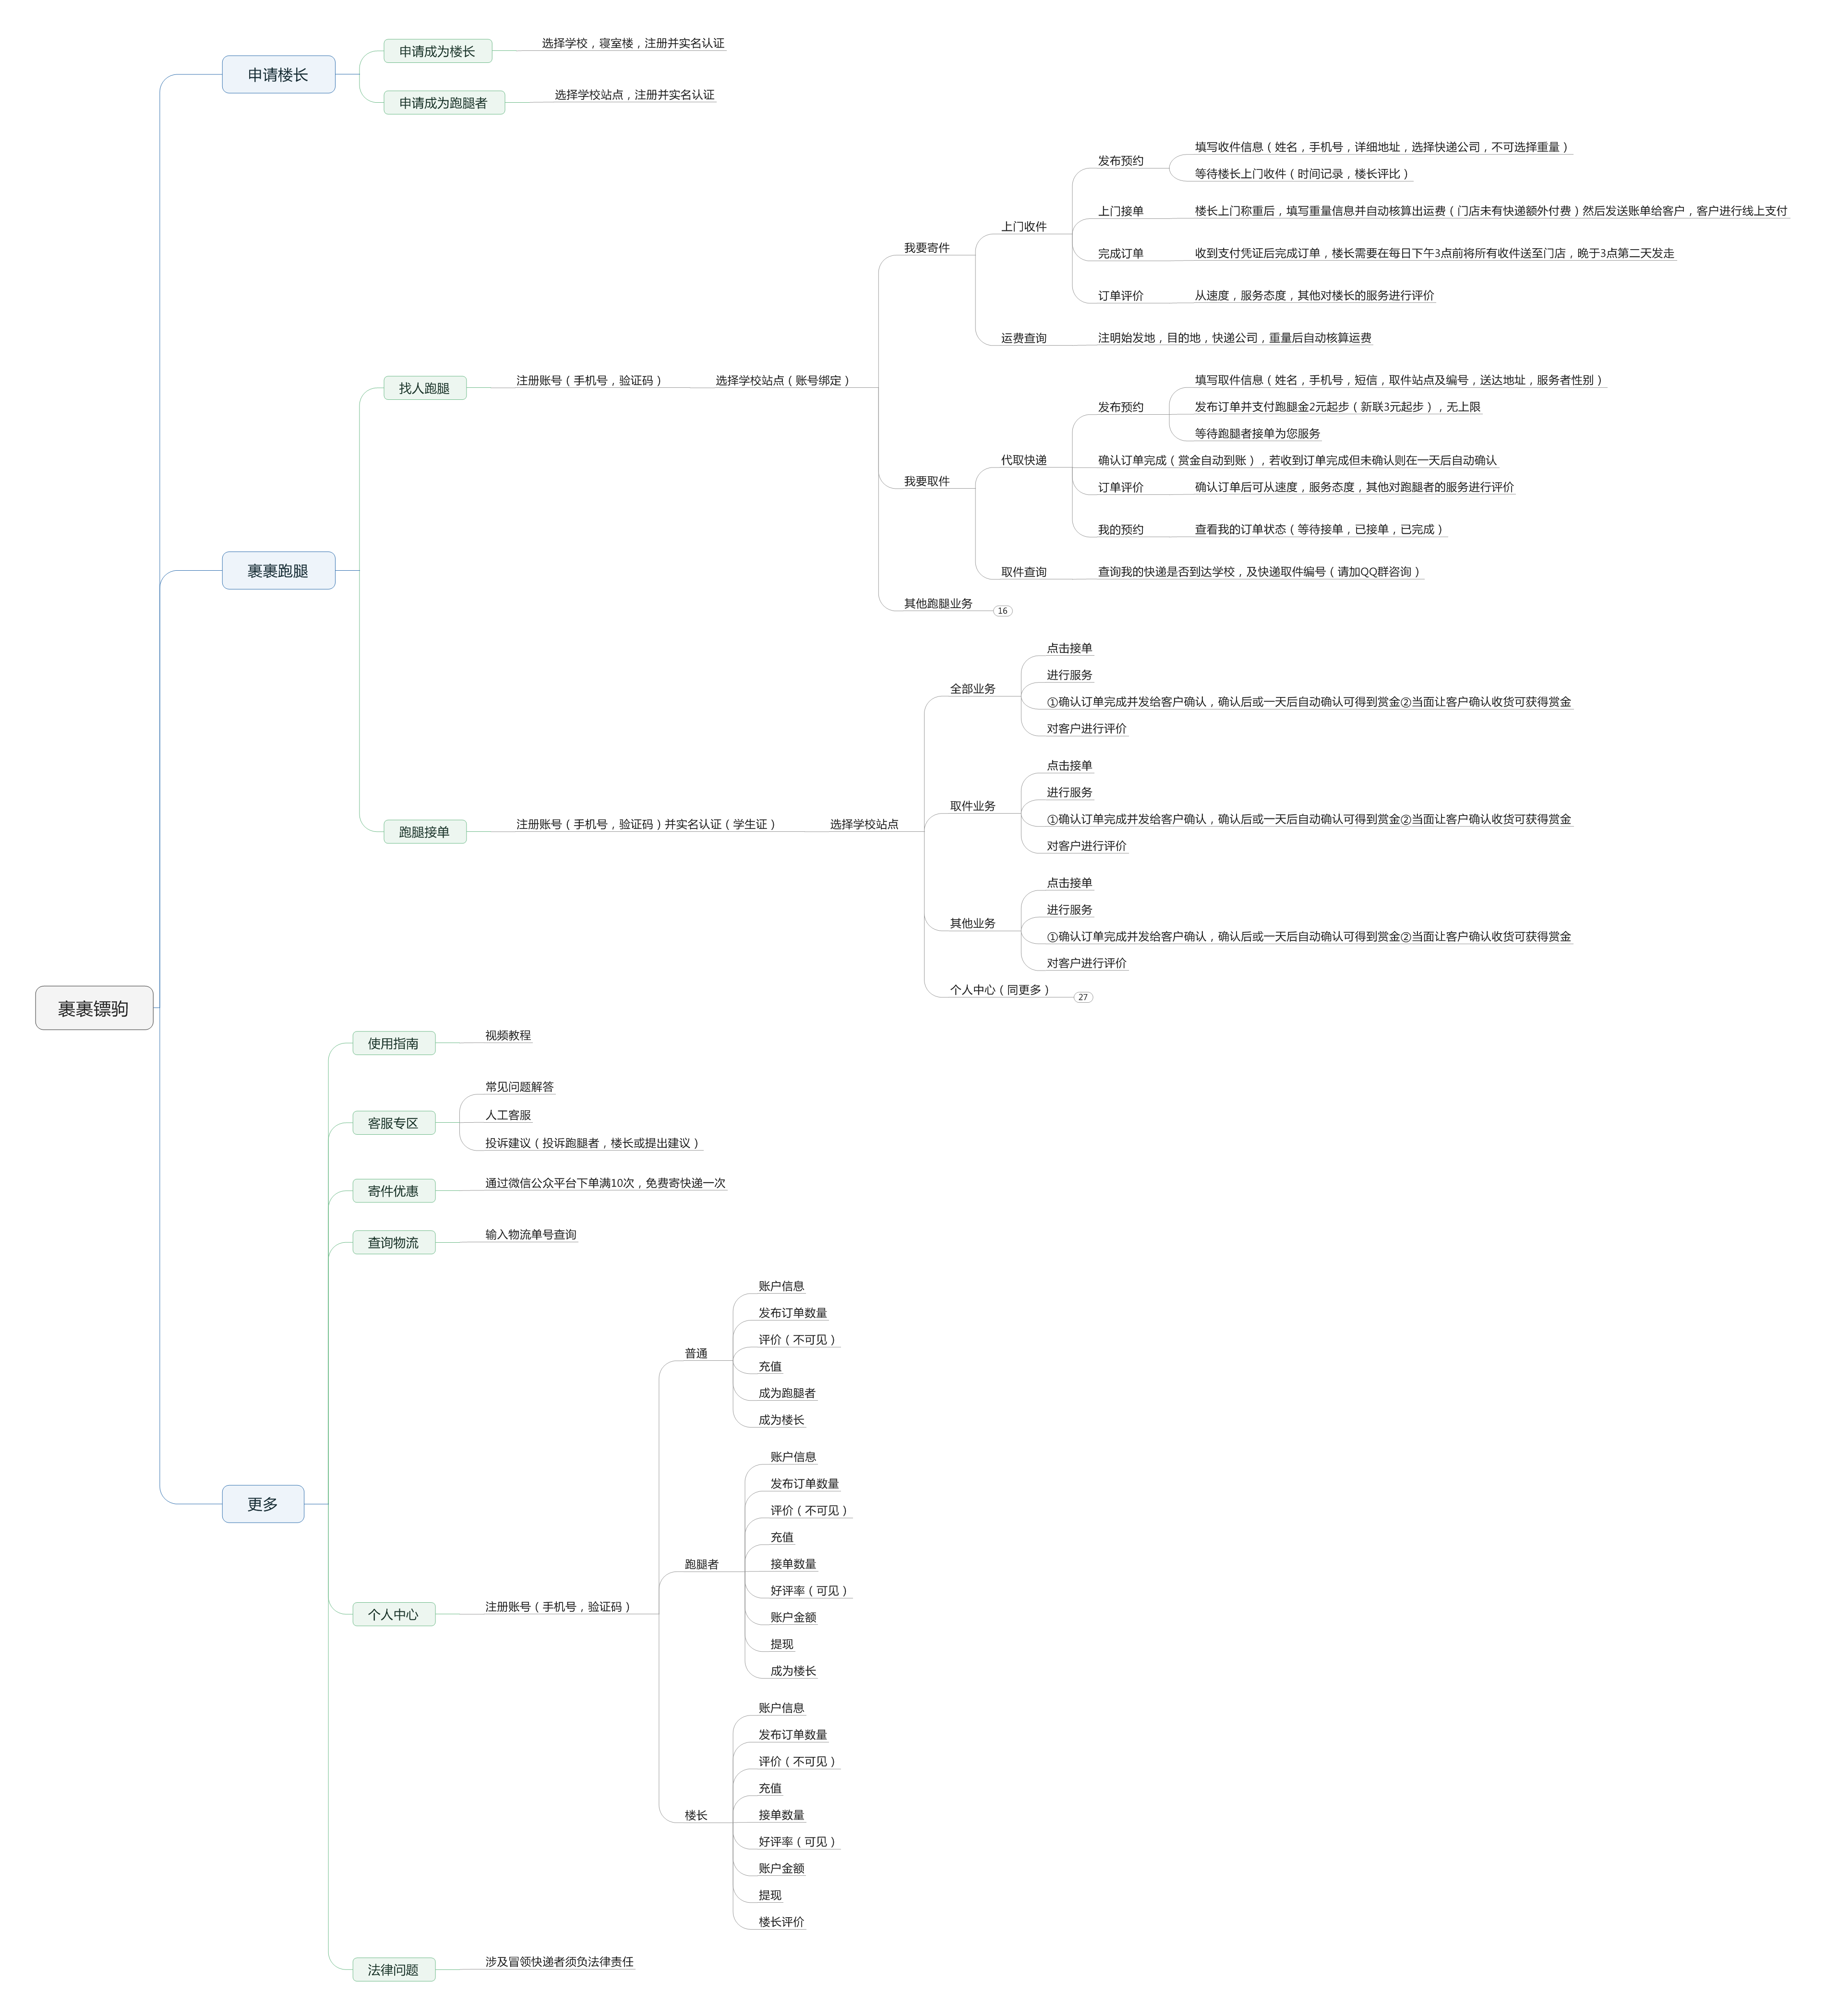 裹裹镖驹
申请楼长
申请成为楼长
选择学校，寝室楼，注册并实名认证
申请成为跑腿者
选择学校站点，注册并实名认证
裹裹跑腿
找人跑腿
注册账号（手机号，验证码）
选择学校站点（账号绑定）
我要寄件
上门收件
发布预约
填写收件信息（姓名，手机号，详细地址，选择快递公司，不可选择重量）
等待楼长上门收件（时间记录，楼长评比）
上门接单
楼长上门称重后，填写重量信息并自动核算出运费（门店未有快递额外付费）然后发送账单给客户，客户进行线上支付
完成订单
收到支付凭证后完成订单，楼长需要在每日下午3点前将所有收件送至门店，晚于3点第二天发走
订单评价
从速度，服务态度，其他对楼长的服务进行评价
运费查询
注明始发地，目的地，快递公司，重量后自动核算运费
我要取件
代取快递
发布预约
填写取件信息（姓名，手机号，短信，取件站点及编号，送达地址，服务者性别）
发布订单并支付跑腿金2元起步（新联3元起步），无上限
等待跑腿者接单为您服务
确认订单完成（赏金自动到账），若收到订单完成但未确认则在一天后自动确认
订单评价
确认订单后可从速度，服务态度，其他对跑腿者的服务进行评价
我的预约
查看我的订单状态（等待接单，已接单，已完成）
取件查询
查询我的快递是否到达学校，及快递取件编号（请加QQ群咨询）
其他跑腿业务
16
跑腿接单
注册账号（手机号，验证码）并实名认证（学生证）
选择学校站点
全部业务
点击接单
进行服务
①确认订单完成并发给客户确认，确认后或一天后自动确认可得到赏金②当面让客户确认收货可获得赏金
对客户进行评价
取件业务
点击接单
进行服务
①确认订单完成并发给客户确认，确认后或一天后自动确认可得到赏金②当面让客户确认收货可获得赏金
对客户进行评价
其他业务
点击接单
进行服务
①确认订单完成并发给客户确认，确认后或一天后自动确认可得到赏金②当面让客户确认收货可获得赏金
对客户进行评价
个人中心（同更多）
27
更多
使用指南
视频教程
客服专区
常见问题解答
人工客服
投诉建议（投诉跑腿者，楼长或提出建议）
寄件优惠
通过微信公众平台下单满10次，免费寄快递一次
查询物流
输入物流单号查询
个人中心
注册账号（手机号，验证码）
普通
账户信息
发布订单数量
评价（不可见）
充值
成为跑腿者
成为楼长
跑腿者
账户信息
发布订单数量
评价（不可见）
充值
接单数量
好评率（可见）
账户金额
提现
成为楼长
楼长
账户信息
发布订单数量
评价（不可见）
充值
接单数量
好评率（可见）
账户金额
提现
楼长评价
法律问题
涉及冒领快递者须负法律责任